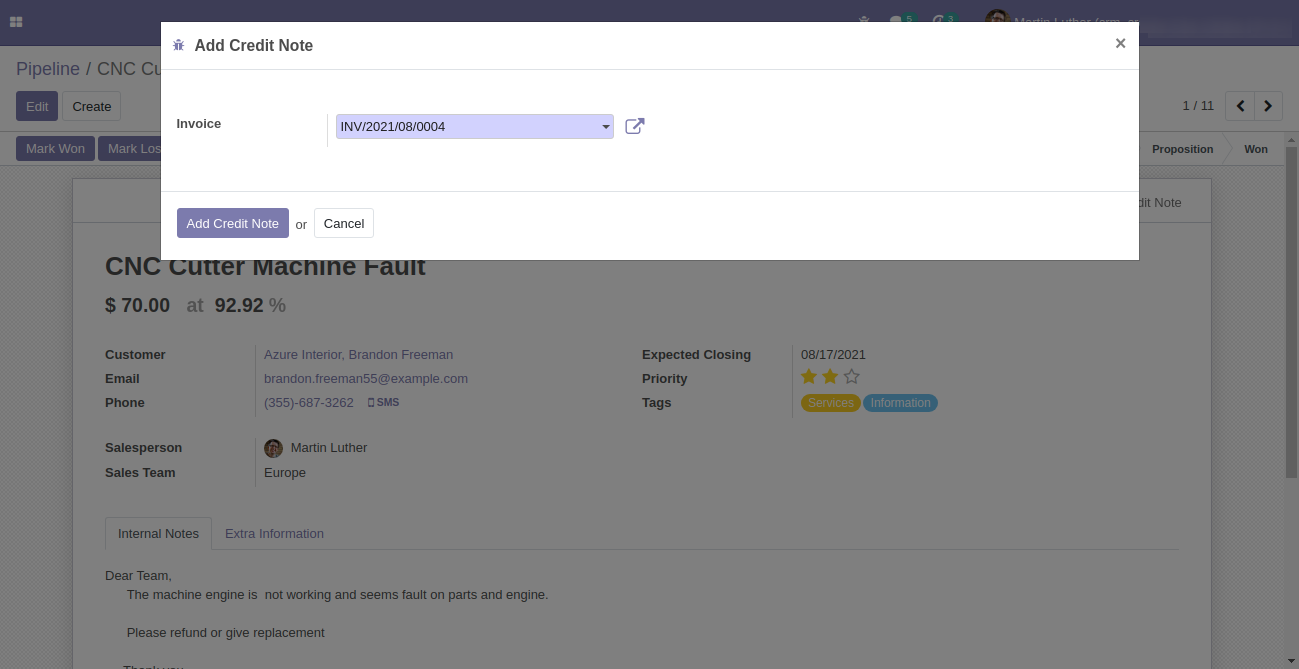 5 3 Martin Luther (crm_cr
Add Credit Note ×
Pipeline / CNC Cu
Edit Create
1 / 11
Invoice INV/2021/08/0004
Mark Won Mark Los
Proposition Won
dit Note
Add Credit Note or Cancel
CNC Cutter Machine Fault
$ 70.00 at 92.92 %
Customer Azure Interior, Brandon Freeman
Email brandon.freeman55@example.com
Phone (355)-687-3262 SMS
Expected Closing 08/17/2021
Priority
Tags Services Information
Salesperson Martin Luther
Sales Team Europe
Internal Notes Extra Information
Dear Team,
The machine engine is not working and seems fault on parts and engine.
Please refund or give replacement
Thank you